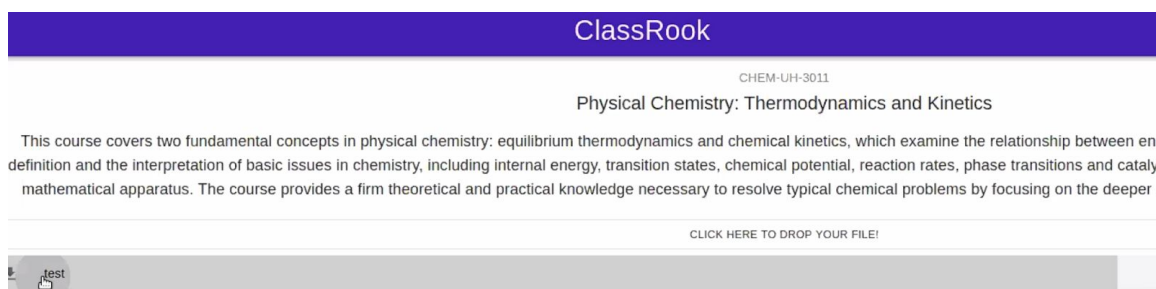 ClassRook
CHEM-UH-3011
Physical Chemistry: Thermodynamics and Kinetics
This course covers two fundamental concepts in physical chemistry: equilibrium thermodynamics and chemical kinetics, which examine the relationship between en
definition and the interpretation of basic issues in chemistry, including internal energy, transition states, chemical potential, reaction rates, phase transitions and cataly
mathematical apparatus. The course provides a firm theoretical and practical knowledge necessary to resolve typical chemical problems by focusing on the deeper
CLICK HERE TO DROP YOUR FILE!
test